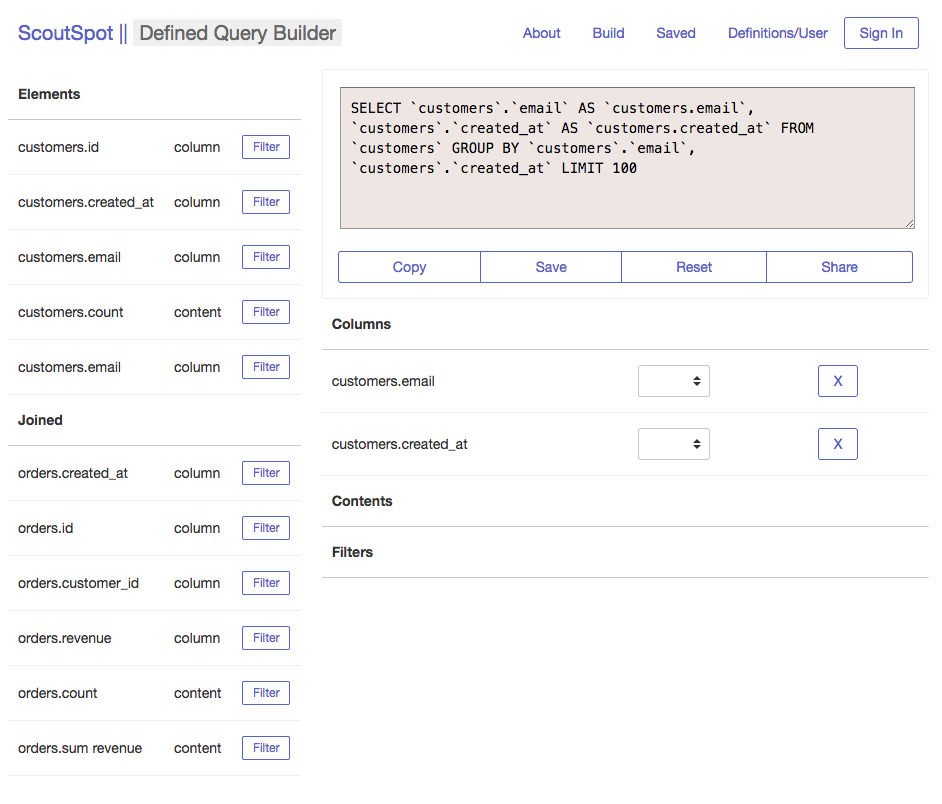 ScoutSpot || Defined Query Builder
About Build Saved Definitions/User Sign In
Elements
customers.id column Filter
customers.created_at column Filter
customers.email column Filter
customers.count content Filter
customers.email column Filter
Joined
orders.created_at column Filter
orders.id column Filter
orders.customer_id column Filter
orders.revenue column Filter
orders.count content Filter
orders.sum revenue content Filter
SELECT `customers`.`email` AS `customers.email`,
`customers`.`created_at` AS `customers.created_at` FROM
`customers` GROUP BY `customers`.`email`,
`customers`.`created_at` LIMIT 100
Copy Save Reset Share
Columns
customers.email X
customers.created_at X
Contents
Filters